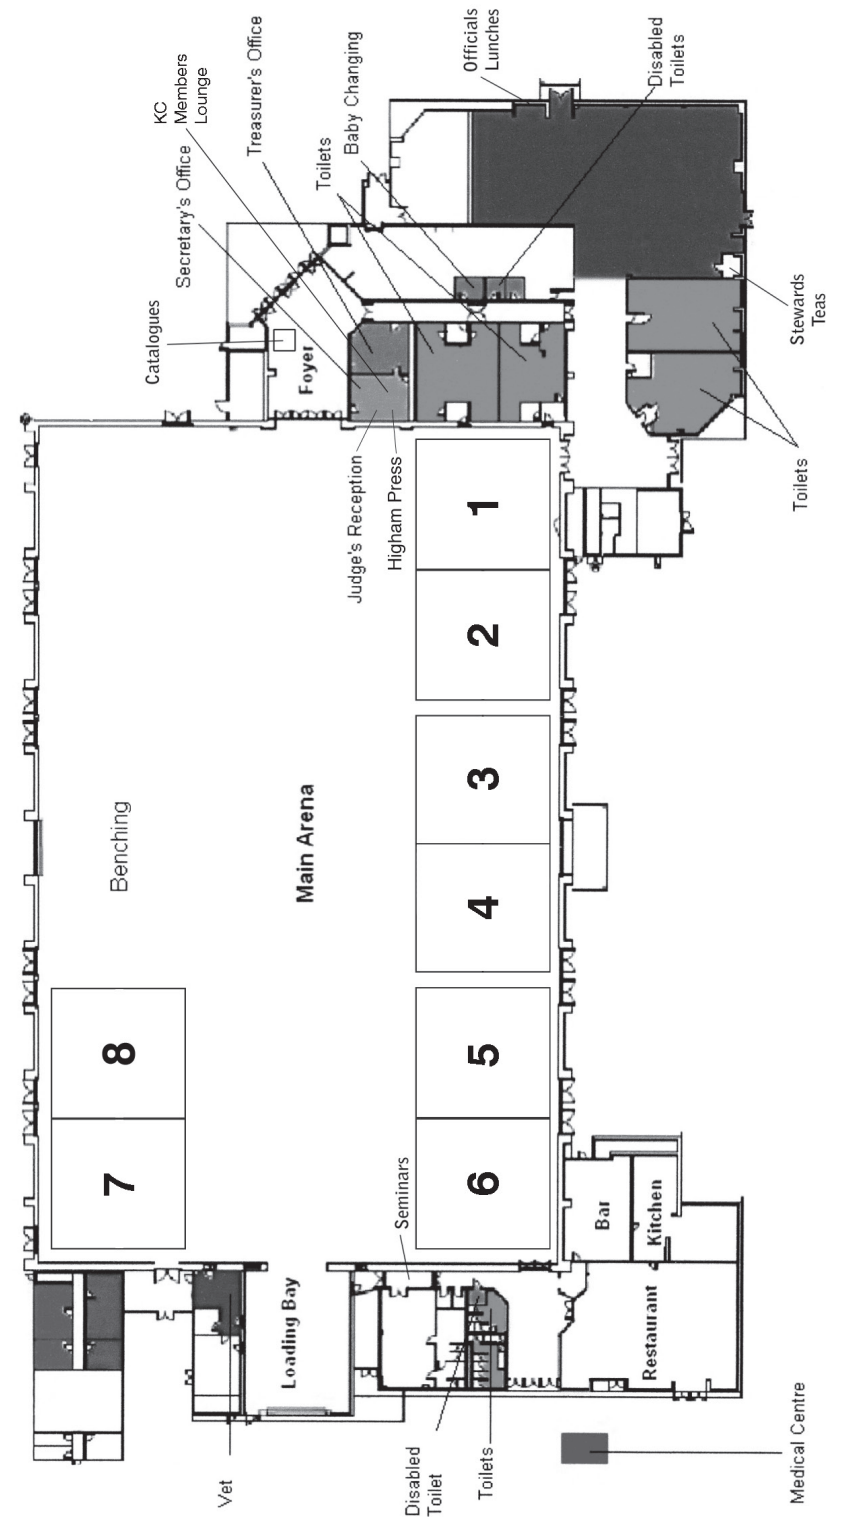 Officials
Lunches
Disabled
Toilets
KC
Members
Lounge
Treasurer's Office
Baby Changing
Toilets
Secretary's Office
Catalogues
Foyer
Stewards
Teas
Toilets
Judge's Reception
Higham Press
1
2
3
4
5
6
7
8
Benching
Main Arena
Seminars
Bar
Kitchen
Restaurant
Loading Bay
Vet
Disabled
Toilet
Toilets
Medical Centre